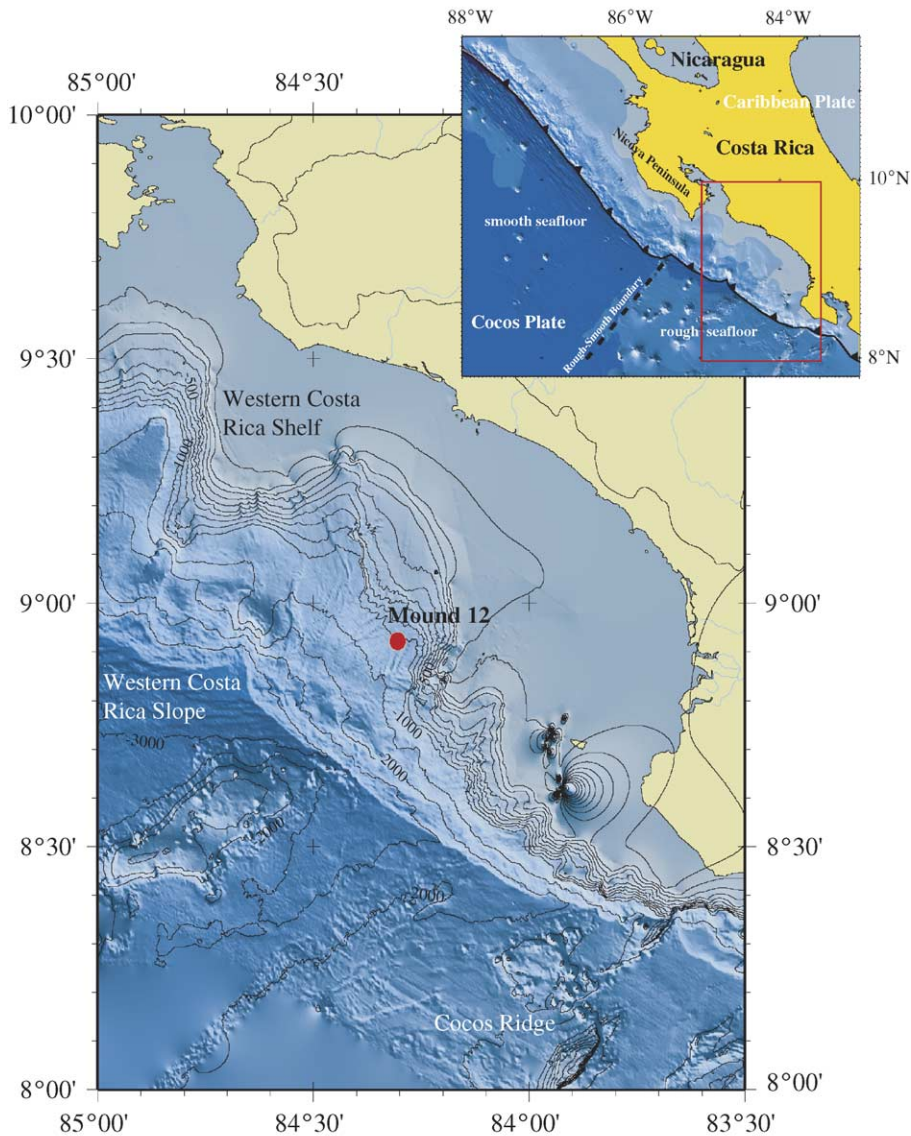 88°W
86°W
84°W
Nicaragua
Caribbean Plate
Costa Rica
Nicoya Peninsula
10°N
smooth seafloor
Cocos Plate
Rough-Smooth Boundary
rough seafloor
8°N
85°00'
84°30'
10°00'
9°30'
500
1000
Western Costa
Rica Shelf
9°00'
9°00'
Mound 12
Western Costa
Rica Slope
1000
2000
-3000
2000
8°30'
8°30'
2000
Cocos Ridge
8°00'
8°00'
85°00'
84°30'
84°00'
83°30'